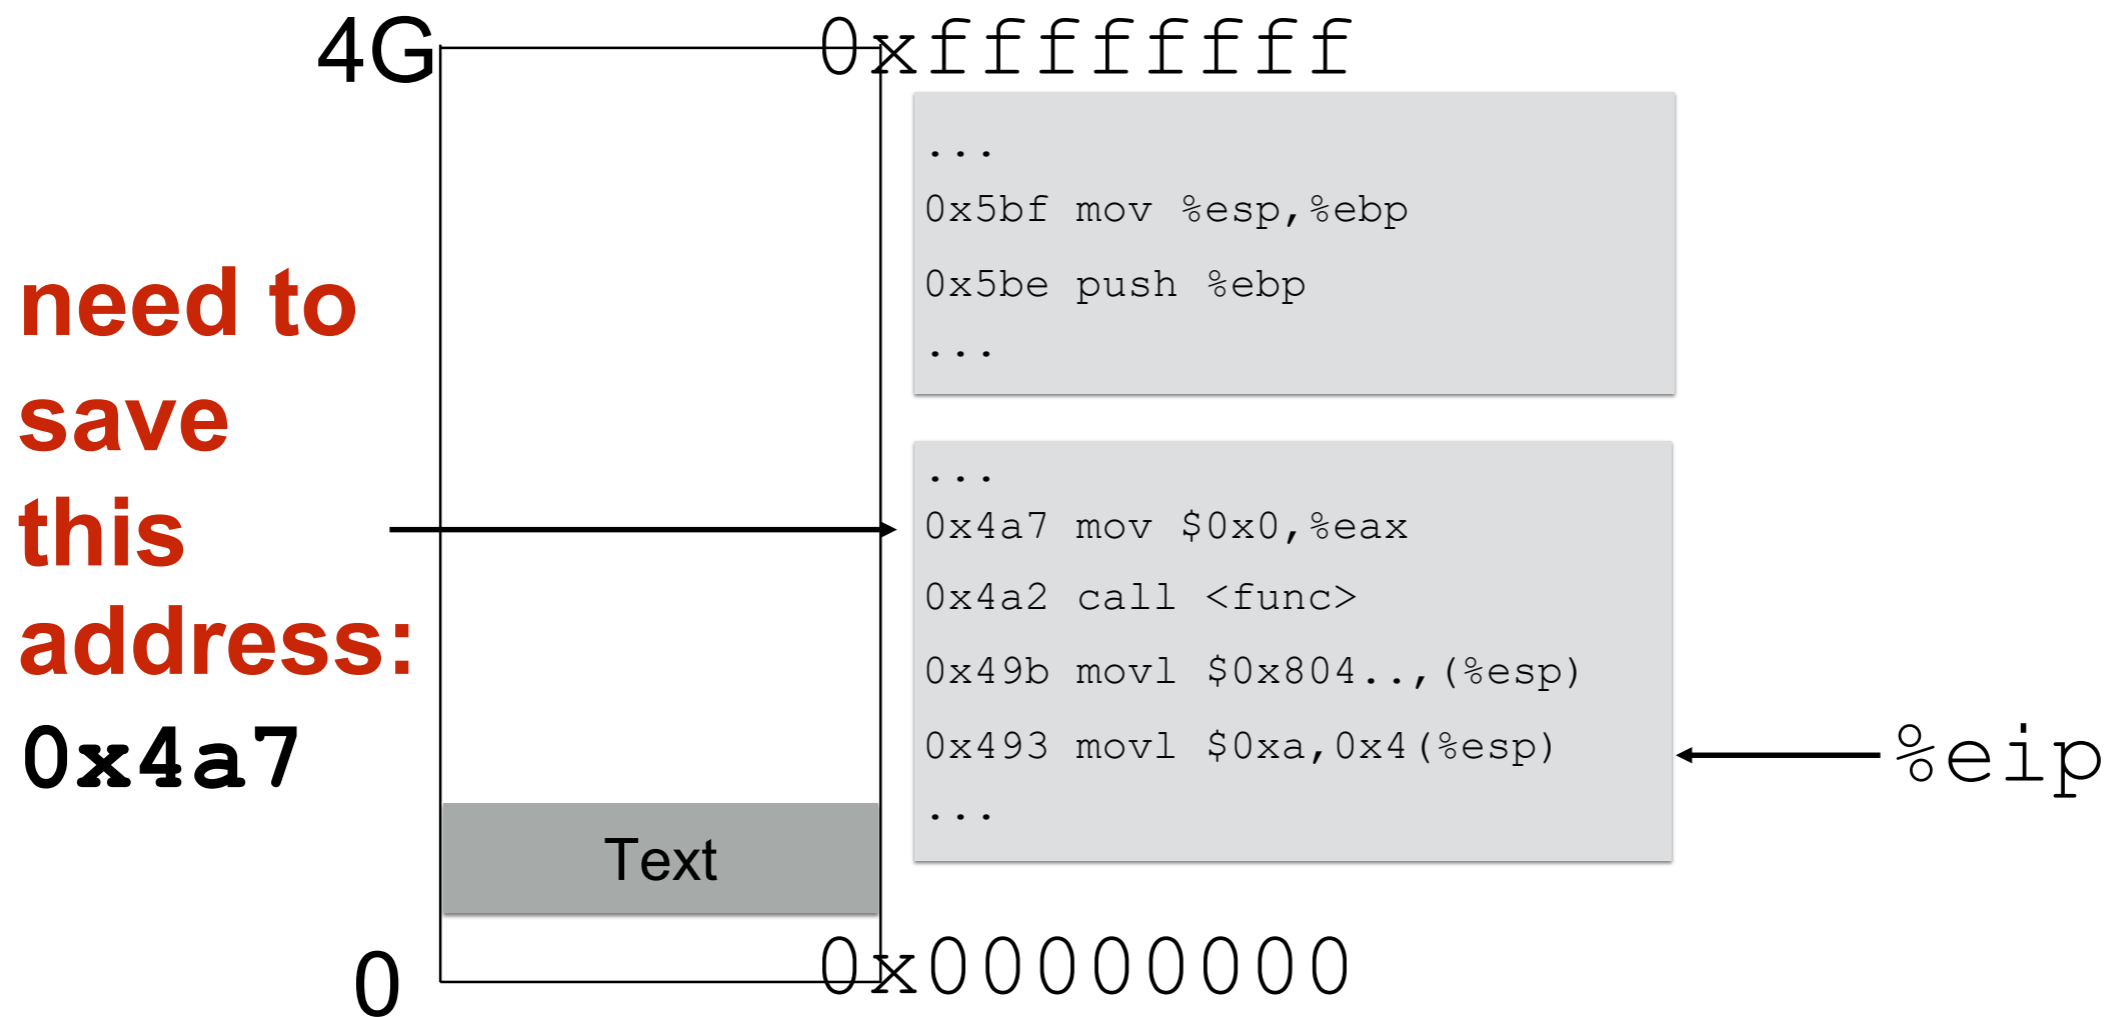 4G
0xffffffff
...
0x5bf mov %esp,%ebp
0x5be push %ebp
...
need to
save
this
address:
0x4a7
...
0x4a7 mov $0x0,%eax
0x4a2 call <func>
0x49b movl $0x804..,(%esp)
0x493 movl $0xa,0x4(%esp)
...
%eip
Text
0
0x00000000